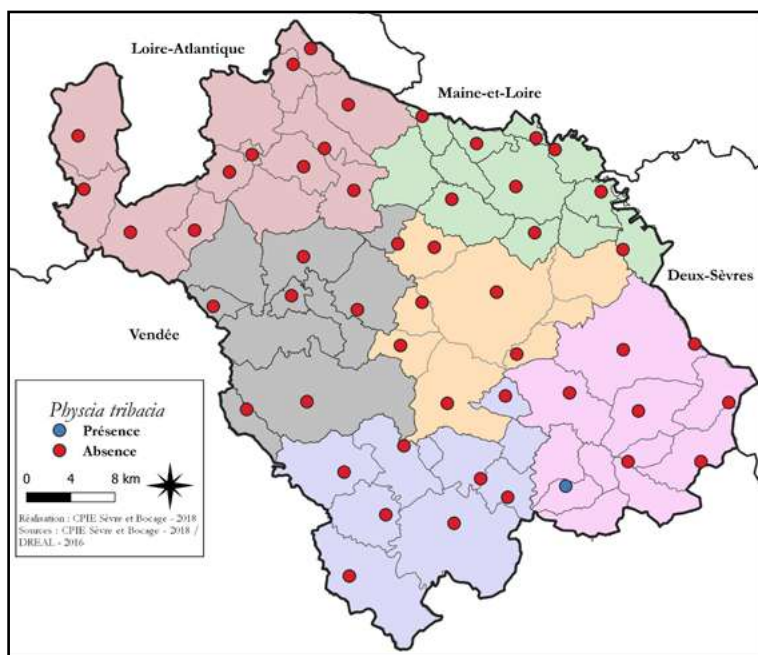 Loire-Atlantique
Maine-et-Loire
Deux-Sèvres
Vendée
Physcia tribacia
Présence
Absence
0 4 8 km
Réalisation : CPIE Sèvre et Bocage - 2018
Sources : CPIE Sèvre et Bocage - 2018 /
DREAL - 2016